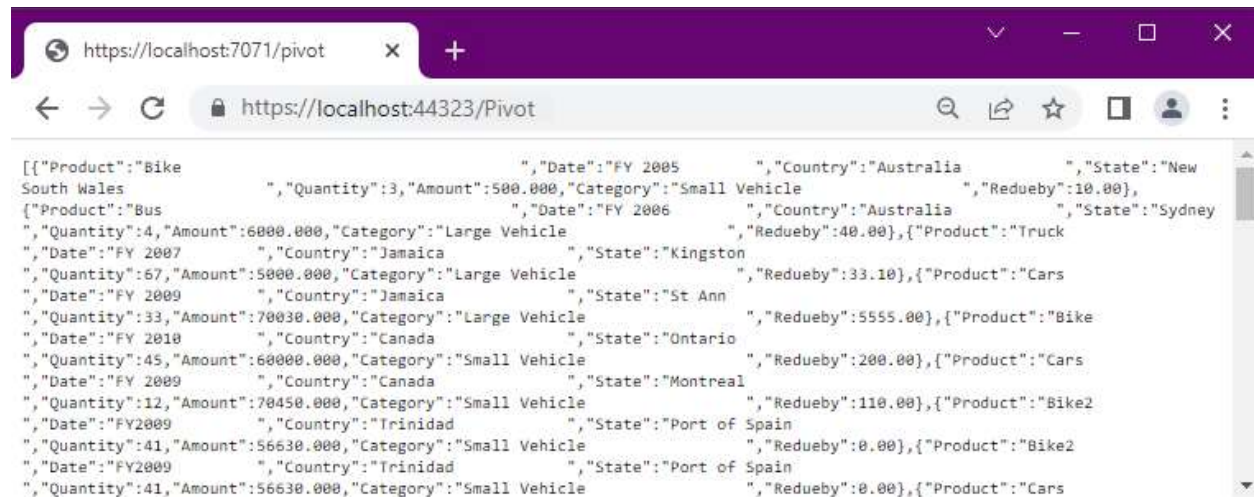 https://localhost:7071/pivot
https://localhost:44323/Pivot
[{"Product":"Bike                                        ","Date":"FY 2005       ","Country":"Australia             ","State":"New
South Wales                 ","Quantity":3,"Amount":500.000,"Category":"Small Vehicle                    ","Redueby":10.00},
{"Product":"Bus                                          ","Date":"FY 2006       ","Country":"Australia             ","State":"Sydney
","Quantity":4,"Amount":6000.000,"Category":"Large Vehicle                    ","Redueby":40.00},{"Product":"Truck
","Date":"FY 2007       ","Country":"Jamaica               ","State":"Kingston
","Quantity":67,"Amount":5000.000,"Category":"Large Vehicle                    ","Redueby":33.10},{"Product":"Cars
","Date":"FY 2009       ","Country":"Jamaica               ","State":"St Ann
","Quantity":33,"Amount":70030.000,"Category":"Large Vehicle                    ","Redueby":5555.00},{"Product":"Bike
","Date":"FY 2010       ","Country":"Canada                ","State":"Ontario
","Quantity":45,"Amount":60000.000,"Category":"Small Vehicle                    ","Redueby":200.00},{"Product":"Cars
","Date":"FY 2009       ","Country":"Canada                ","State":"Montreal
","Quantity":12,"Amount":70450.000,"Category":"Small Vehicle                    ","Redueby":110.00},{"Product":"Bike2
","Date":"FY2009        ","Country":"Trinidad              ","State":"Port of Spain
","Quantity":41,"Amount":56630.000,"Category":"Small Vehicle                    ","Redueby":0.00},{"Product":"Bike2
","Date":"FY2009        ","Country":"Trinidad              ","State":"Port of Spain
","Quantity":41,"Amount":56630.000,"Category":"Small Vehicle                    ","Redueby":0.00},{"Product":"Cars